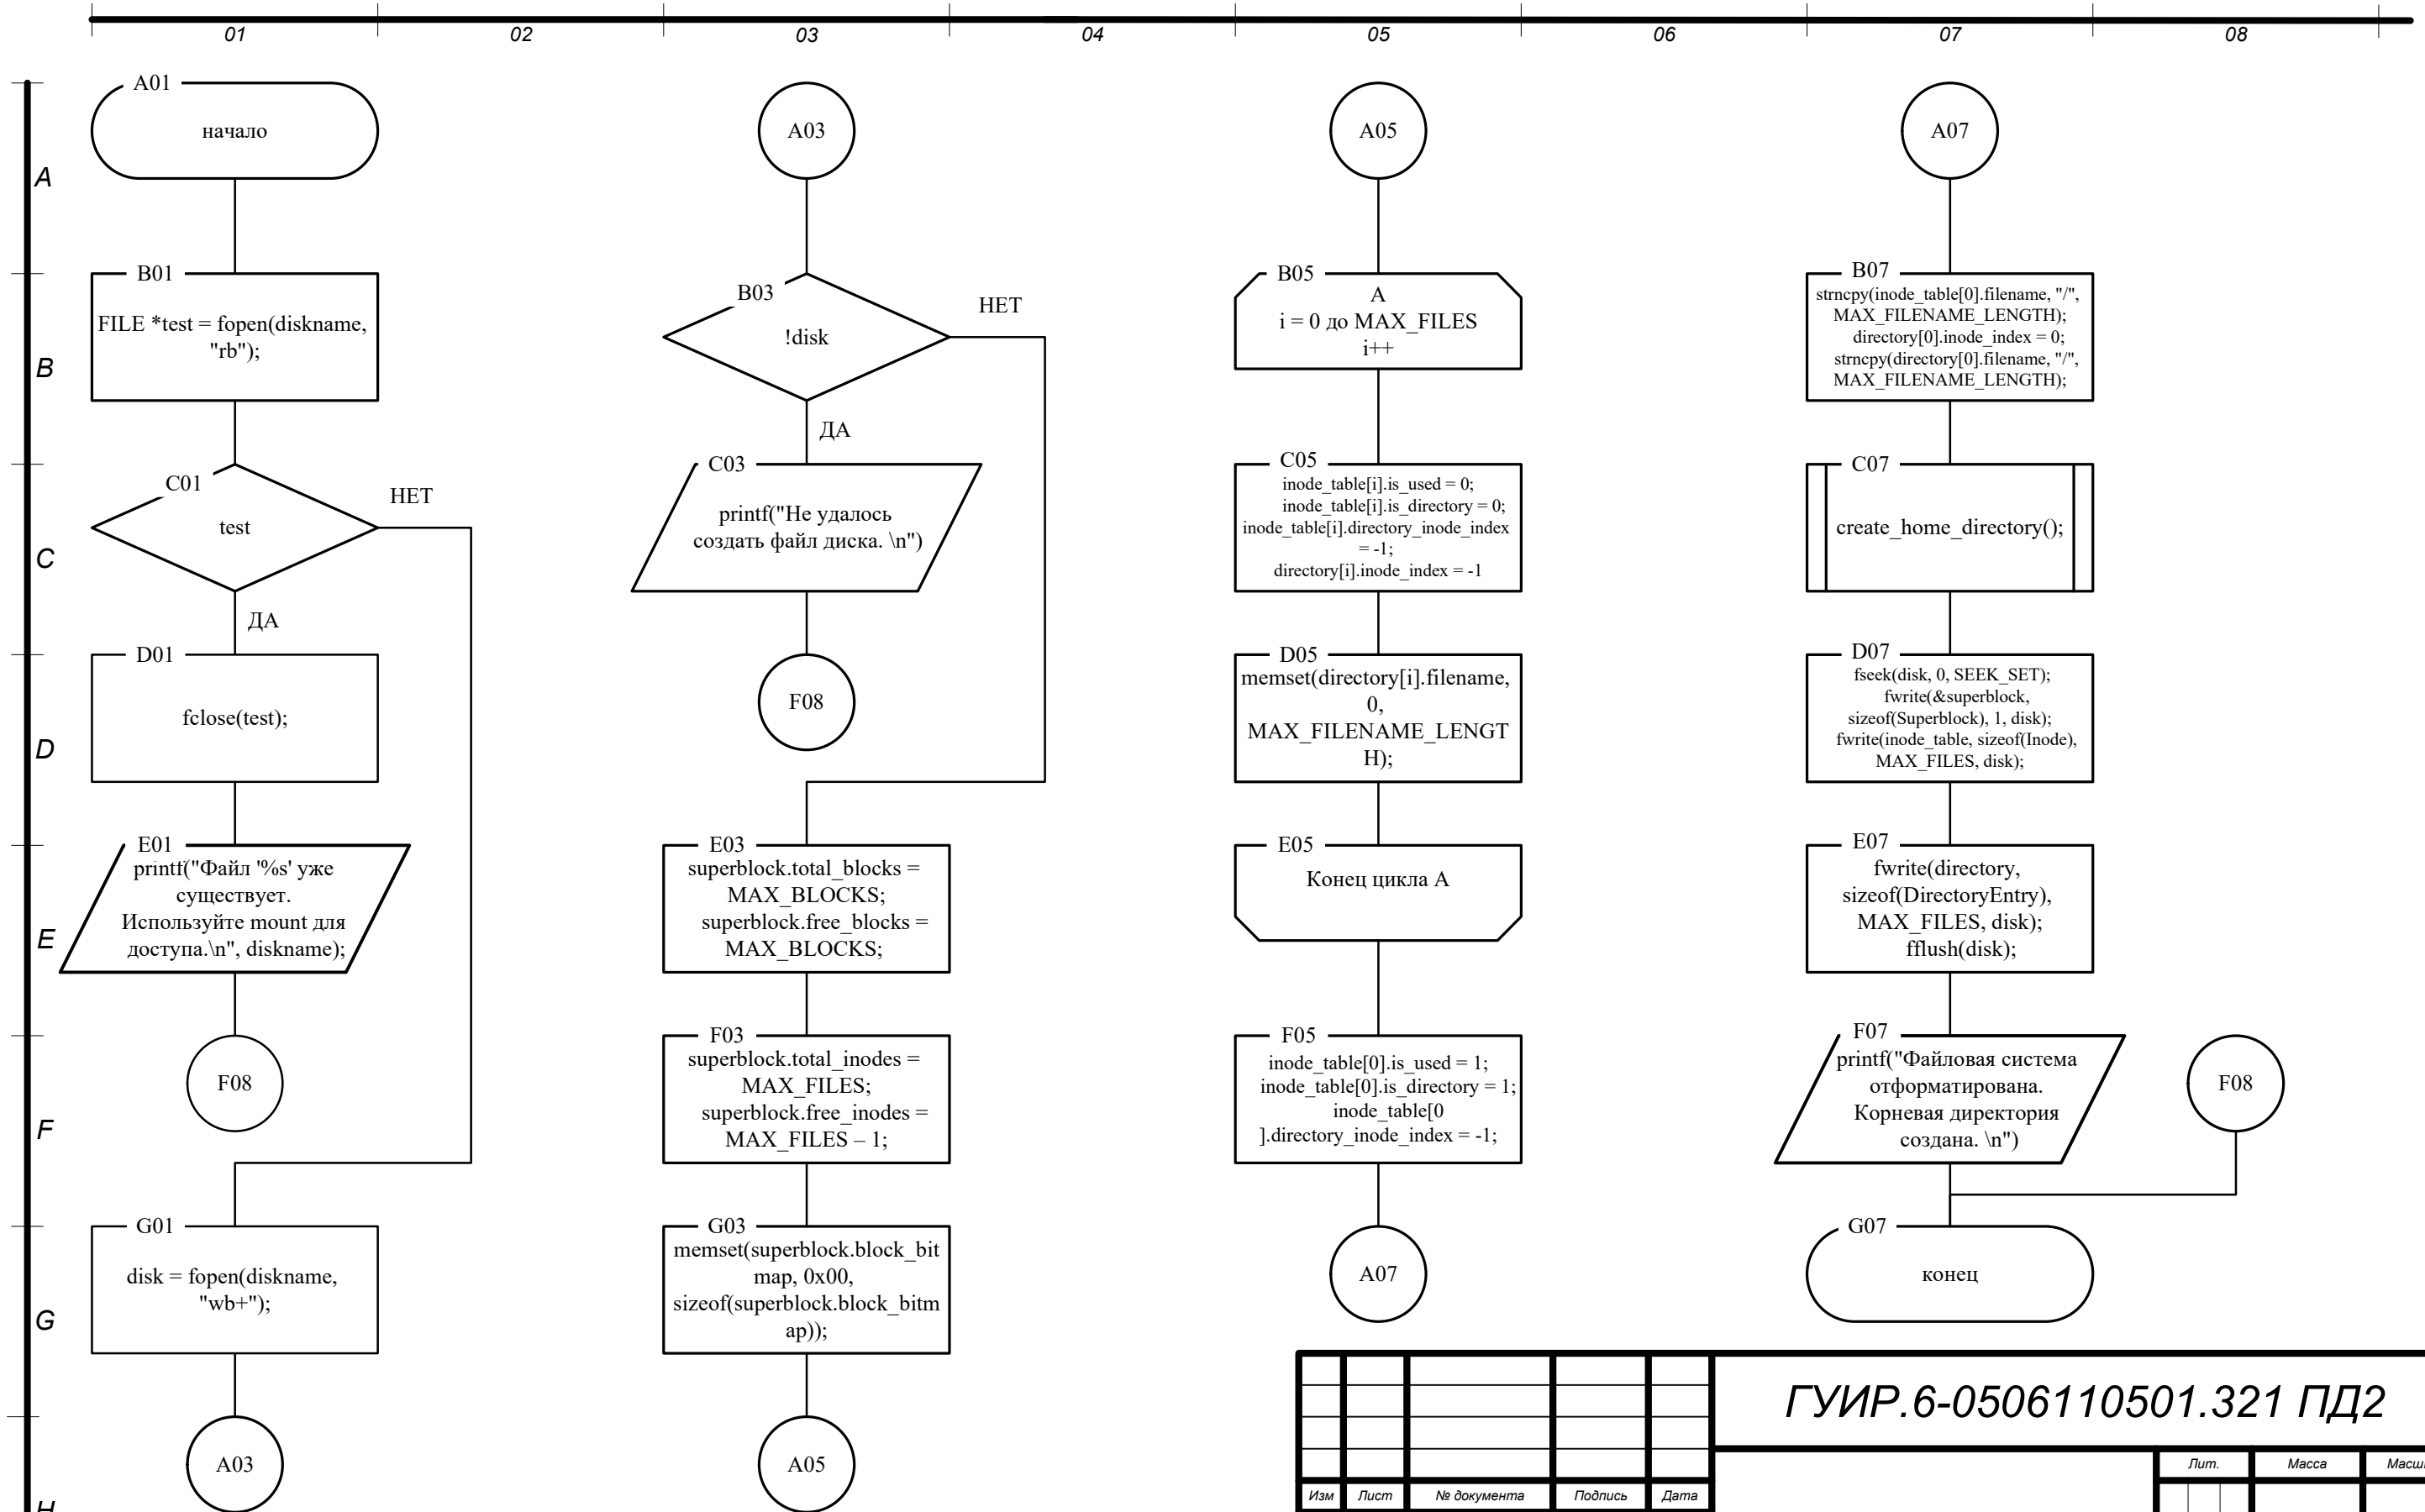 01
02
03
04
05
06
07
08
A
B
C
D
E
F
G
H
A01
начало
B01
FILE *test = fopen(diskname,
"rb");
C01
test
НЕТ
ДА
D01
fclose(test);
E01
printf("Файл '%s' уже
существует.
Используйте mount для
доступа.\n", diskname);
F08
G01
disk = fopen(diskname,
"wb+");
A03
A03
B03
!disk
НЕТ
ДА
C03
printf("Не удалось
создать файл диска. \n")
F08
E03
superblock.total_blocks =
MAX_BLOCKS;
superblock.free_blocks =
MAX_BLOCKS;
F03
superblock.total_inodes =
MAX_FILES;
superblock.free_inodes =
MAX_FILES – 1;
G03
memset(superblock.block_bit
map, 0x00,
sizeof(superblock.block_bitm
ap));
A05
A05
B05
A
i = 0 до MAX_FILES
i++
C05
inode_table[i].is_used = 0;
inode_table[i].is_directory = 0;
inode_table[i].directory_inode_index
= -1;
directory[i].inode_index = -1
D05
memset(directory[i].filename,
0,
MAX_FILENAME_LENGT
H);
E05
Конец цикла A
F05
inode_table[0].is_used = 1;
inode_table[0].is_directory = 1;
inode_table[0
].directory_inode_index = -1;
A07
A07
B07
strncpy(inode_table[0].filename, "/",
MAX_FILENAME_LENGTH);
directory[0].inode_index = 0;
strncpy(directory[0].filename, "/",
MAX_FILENAME_LENGTH);
C07
create_home_directory();
D07
fseek(disk, 0, SEEK_SET);
fwrite(&superblock,
sizeof(Superblock), 1, disk);
fwrite(inode_table, sizeof(Inode),
MAX_FILES, disk);
E07
fwrite(directory,
sizeof(DirectoryEntry),
MAX_FILES, disk);
fflush(disk);
F07
printf("Файловая система
отформатирована.
Корневая директория
создана. \n")
F08
G07
конец
ГУИР.6-0506110501.321 ПД2
Лит.
Масса
Изм
Лист
№ документа
Подпись
Дата